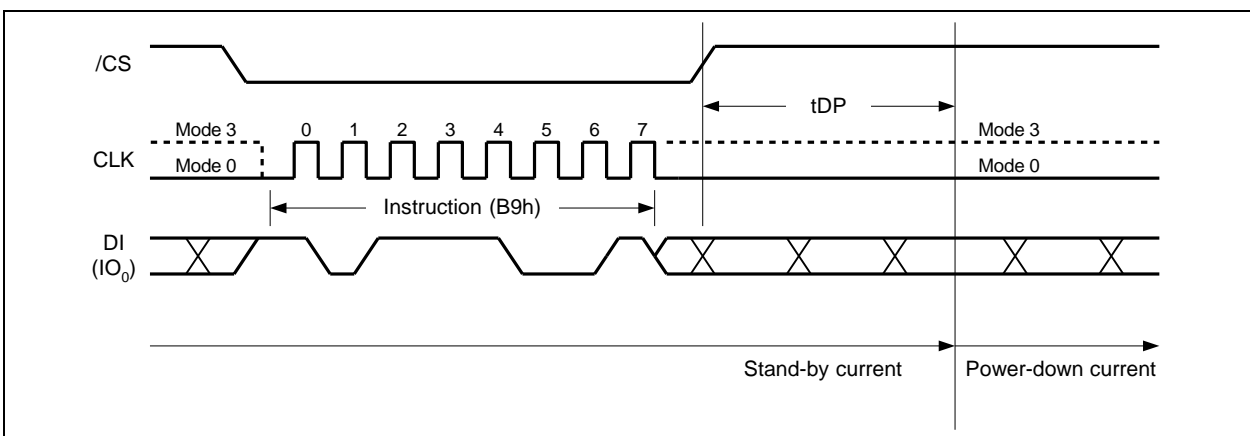 /CS
tDP
Mode 3 0 1 2 3 4 5 6 7 Mode 3
CLK
Mode 0 Mode 0
Instruction (B9h)
DI
(IO0)
Stand-by current Power-down current